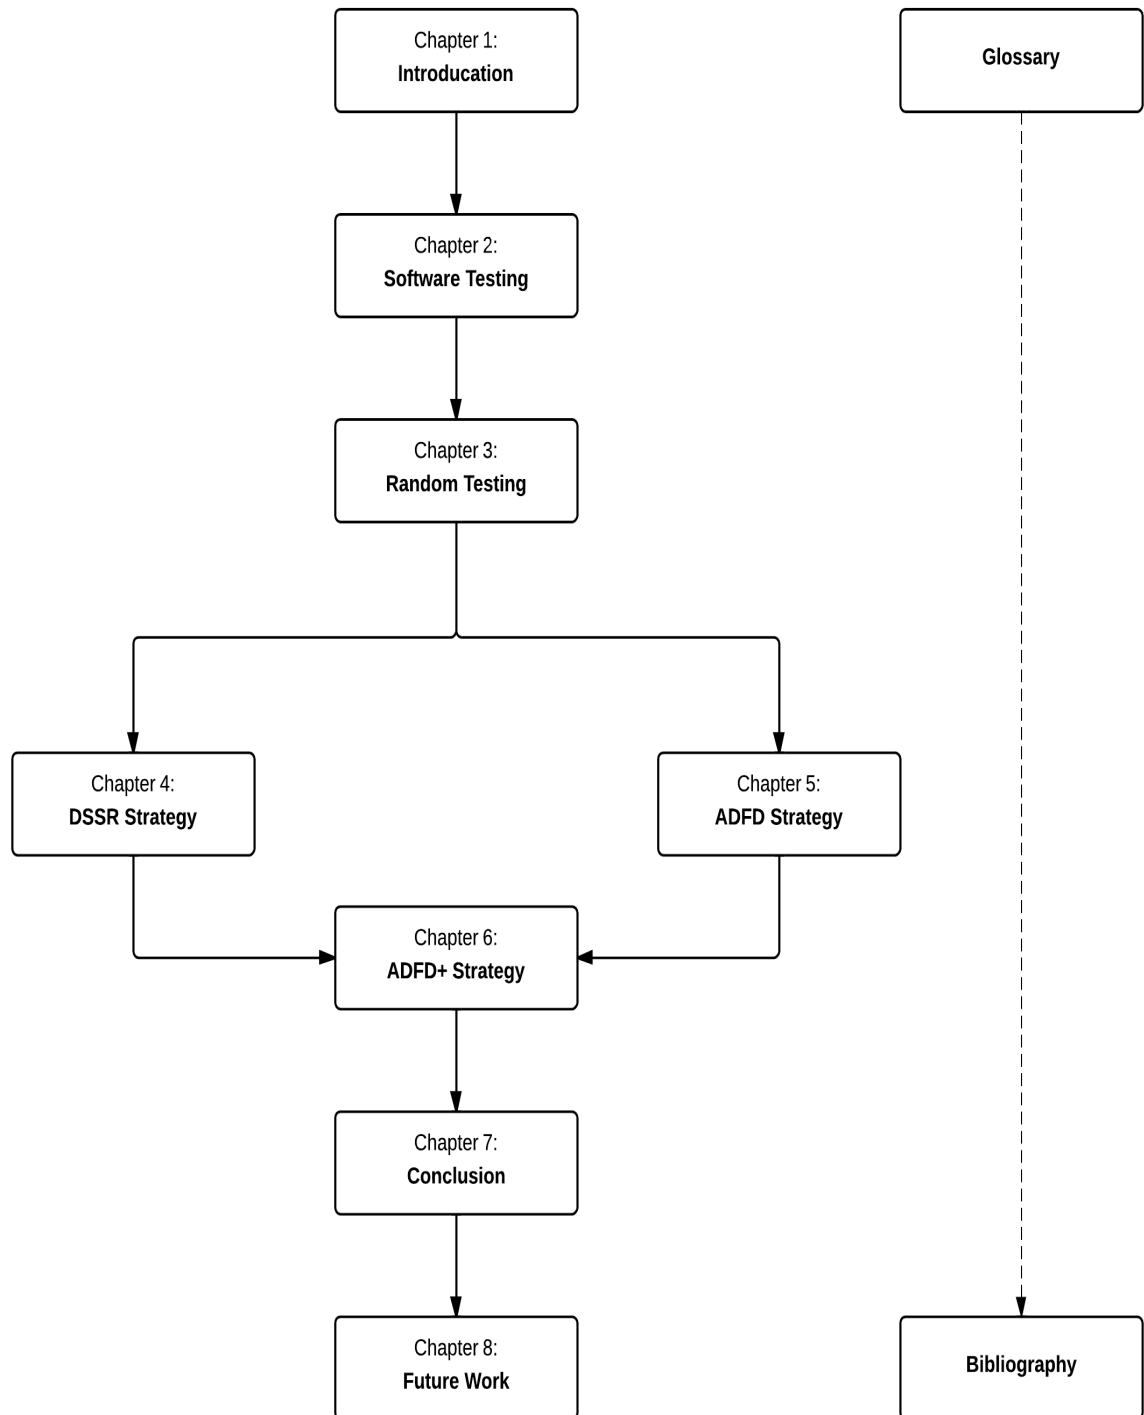 Chapter 1:
Introducation
Glossary
Chapter 2:
Software Testing
Chapter 3:
Random Testing
Chapter 4:
DSSR Strategy
Chapter 5:
ADFD Strategy
Chapter 6:
ADFD+ Strategy
Chapter 7:
Conclusion
Chapter 8:
Future Work
Bibliography